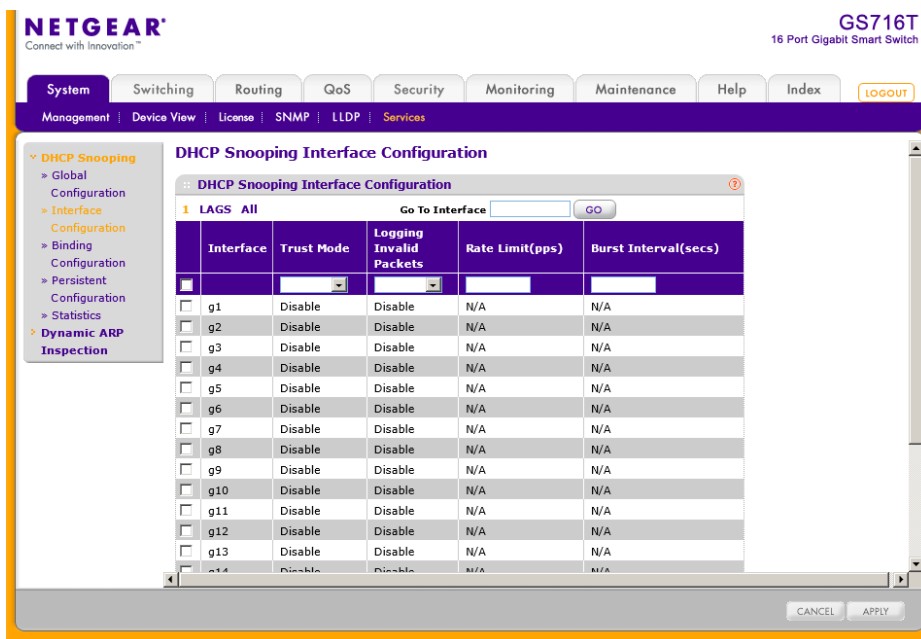 NETGEAR®
Connect with Innovation™
GS716T
16 Port Gigabit Smart Switch
System Switching Routing QoS Security Monitoring Maintenance Help Index LOGOUT
Management Device View License SNMP LLDP Services
DHCP Snooping
» Global
Configuration
» Interface
Configuration
» Binding
Configuration
» Persistent
Configuration
» Statistics
Dynamic ARP
Inspection
DHCP Snooping Interface Configuration
DHCP Snooping Interface Configuration ?
1 LAGS All Go To Interface GO
Interface Trust Mode Logging Invalid Packets Rate Limit(pps) Burst Interval(secs)
g1 Disable Disable N/A N/A
g2 Disable Disable N/A N/A
g3 Disable Disable N/A N/A
g4 Disable Disable N/A N/A
g5 Disable Disable N/A N/A
g6 Disable Disable N/A N/A
g7 Disable Disable N/A N/A
g8 Disable Disable N/A N/A
g9 Disable Disable N/A N/A
g10 Disable Disable N/A N/A
g11 Disable Disable N/A N/A
g12 Disable Disable N/A N/A
g13 Disable Disable N/A N/A
g14 Disable Disable N/A N/A
CANCEL APPLY